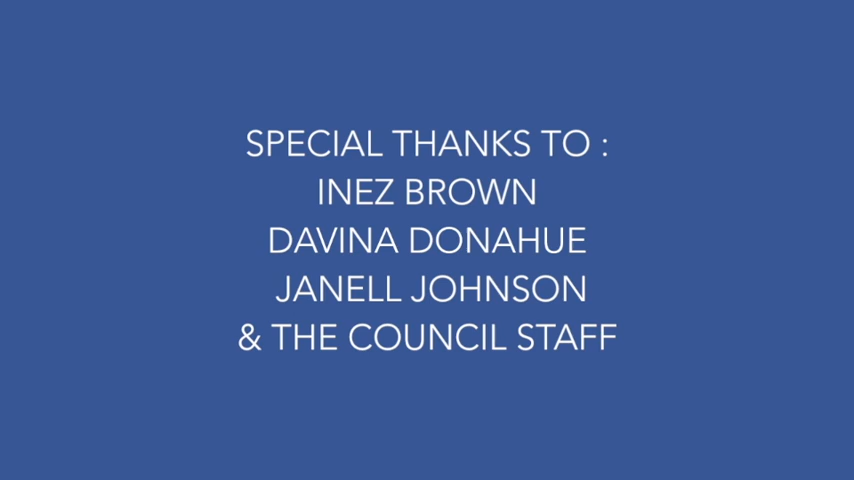 SPECIAL THANKS TO :
INEZ BROWN
DAVINA DONAHUE
JANELL JOHNSON
& THE COUNCIL STAFF